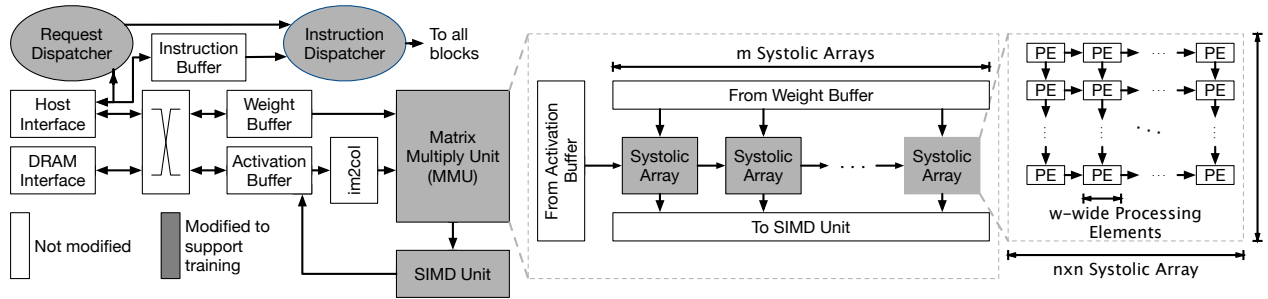 Request
Dispatcher
Instruction
Buffer
Instruction
Dispatcher
To all
blocks
Host
Interface
DRAM
Interface
Weight
Buffer
Activation
Buffer
im2col
Matrix
Multiply Unit
(MMU)
SIMD Unit
Not modified
Modified to
support
training
m Systolic Arrays
From Weight Buffer
From Activation
Buffer
Systolic
Array
Systolic
Array
. . .
Systolic
Array
To SIMD Unit
PE PE ... PE
PE PE ... PE
PE PE ... PE
w-wide Processing
Elements
nxn Systolic Array